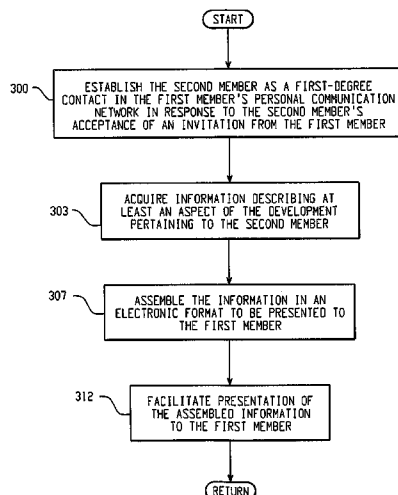 START
300
ESTABLISH THE SECOND MEMBER AS A FIRST-DEGREE
CONTACT IN THE FIRST MEMBER'S PERSONAL COMMUNICATION
NETWORK IN RESPONSE TO THE SECOND MEMBER'S
ACCEPTANCE OF AN INVITATION FROM THE FIRST MEMBER
303
ACQUIRE INFORMATION DESCRIBING AT
LEAST AN ASPECT OF THE DEVELOPMENT
PERTAINING TO THE SECOND MEMBER
307
ASSEMBLE THE INFORMATION IN AN
ELECTRONIC FORMAT TO BE PRESENTED TO
THE FIRST MEMBER
312
FACILITATE PRESENTATION OF
THE ASSEMBLED INFORMATION
TO THE FIRST MEMBER
RETURN